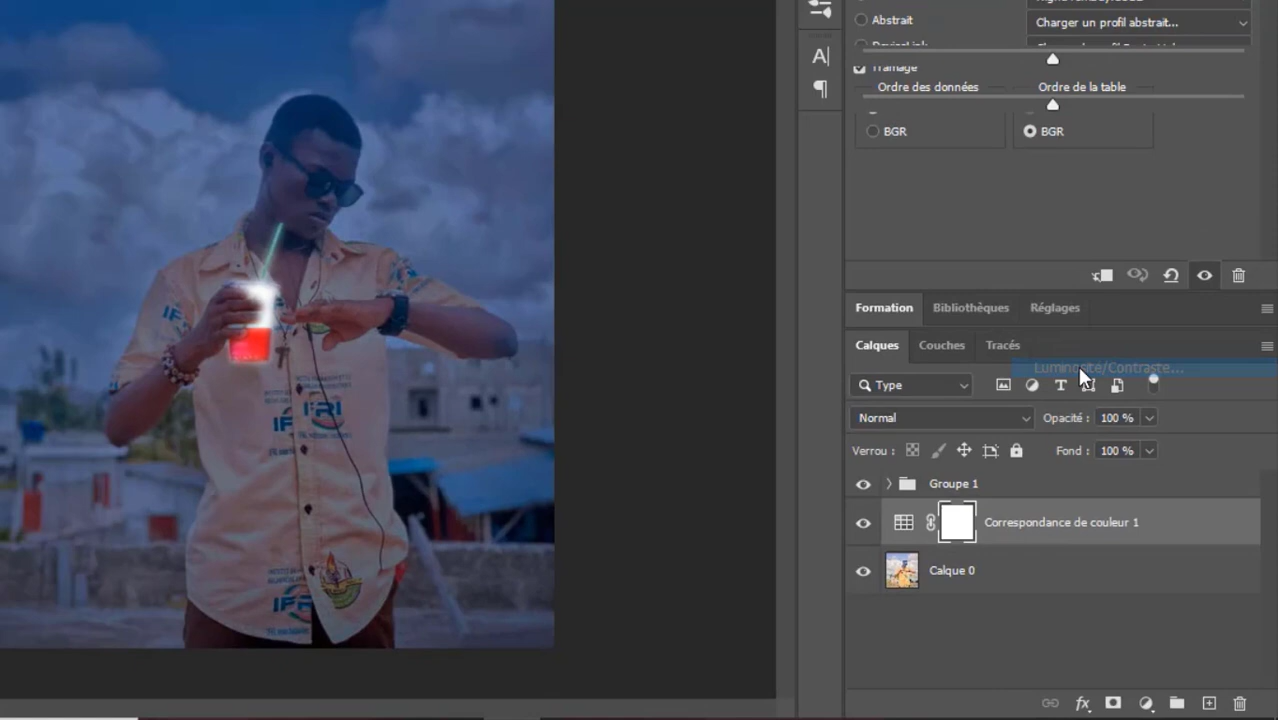 Abstrait
Charger un profil abstrait...
Tramage
Ordre des données
Ordre de la table
BGR
BGR
Formation
Bibliothèques
Réglages
Calques
Couches
Tracés
Luminosité/Contraste...
Type
Normal
Opacité : 100 %
Verrou :
Fond : 100 %
Groupe 1
Correspondance de couleur 1
Calque 0
IFRI
IFRI